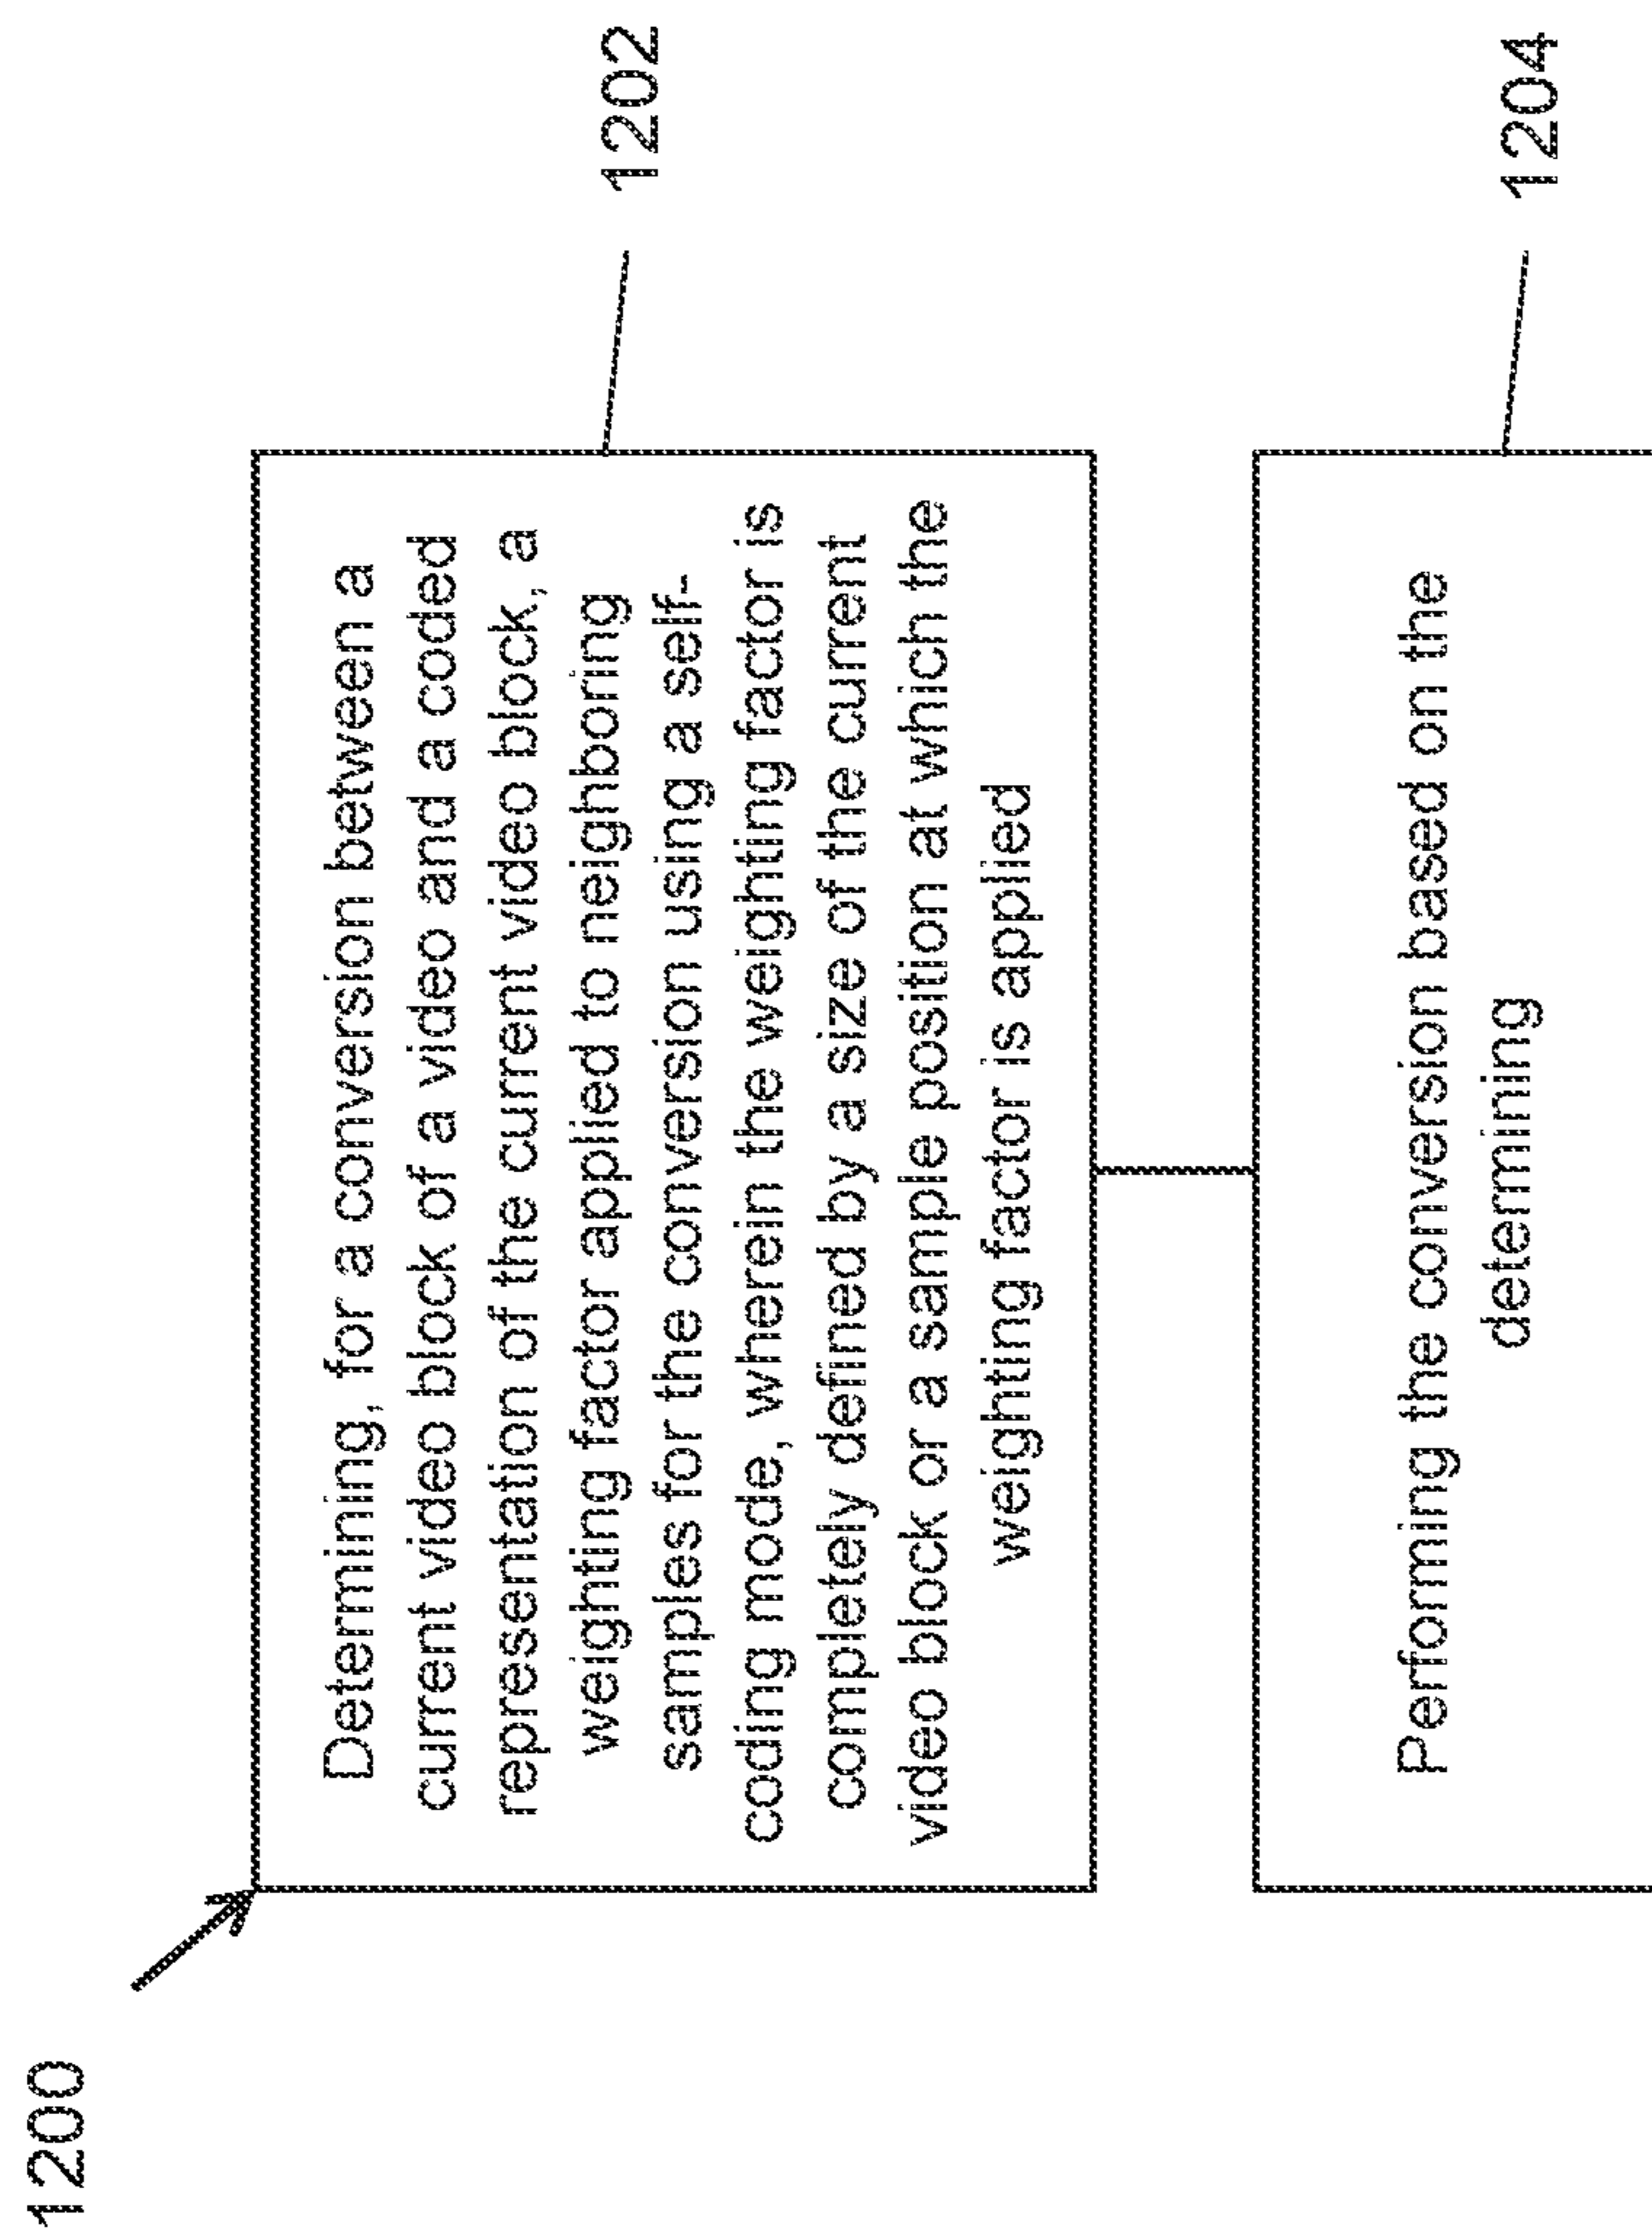 1200
Determining, for a conversion between a
current video block of a video and a coded
representation of the current video block, a
weighting factor applied to neighboring
samples for the conversion using a self-
coding mode, wherein the weighting factor is
completely defined by a size of the current
video block or a sample position at which the
weighting factor is applied
1202
Performing the conversion based on the
determining
1204